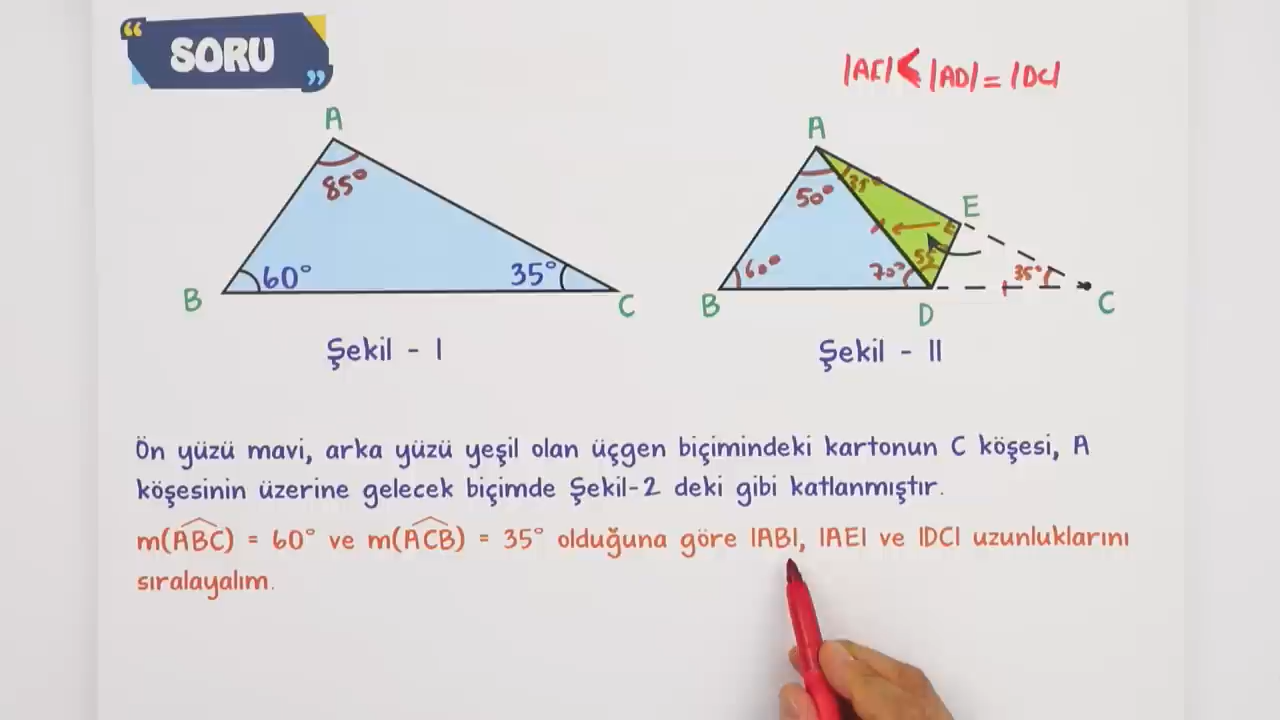 “ SORU ”
|AE| < |AD| = |DC|
A
85°
60°
35°
B
C
Şekil - I
A
50°
35°
E
60°
70°
55
35°
B
D
C
Şekil - II
Ön yüzü mavi, arka yüzü yeşil olan üçgen biçimindeki kartonun C köşesi, A
köşesinin üzerine gelecek biçimde Şekil-2 deki gibi katlanmıştır.
m(ABC) = 60° ve m(ACB) = 35° olduğuna göre |AB|, |AE| ve |DC| uzunluklarını
sıralayalım.